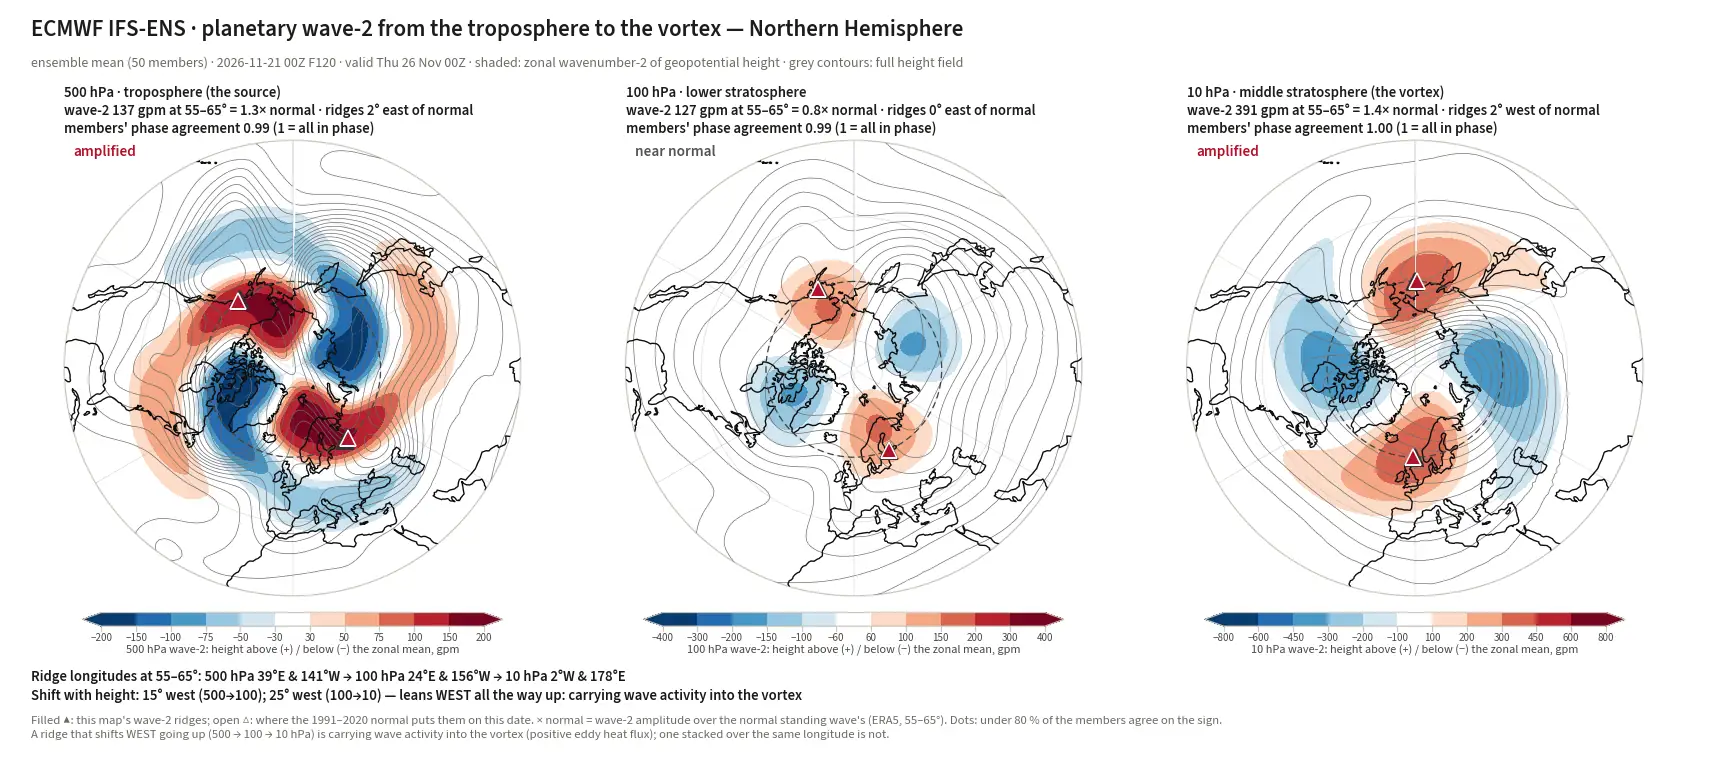 ECMWF IFS-ENS · planetary wave-2 from the troposphere to the vortex — Northern Hemisphere
ensemble mean (50 members) · 2026-11-21 00Z F120 · valid Thu 26 Nov 00Z · shaded: zonal wavenumber-2 of geopotential height · grey contours: full height field
500 hPa · troposphere (the source)
wave-2 137 gpm at 55–65° = 1.3× normal · ridges 2° east of normal
members' phase agreement 0.99 (1 = all in phase)
amplified
100 hPa · lower stratosphere
wave-2 127 gpm at 55–65° = 0.8× normal · ridges 0° east of normal
members' phase agreement 0.99 (1 = all in phase)
near normal
10 hPa · middle stratosphere (the vortex)
wave-2 391 gpm at 55–65° = 1.4× normal · ridges 2° west of normal
members' phase agreement 1.00 (1 = all in phase)
amplified
−200 −150 −100 −75 −50 −30 30 50 75 100 150 200
500 hPa wave-2: height above (+) / below (−) the zonal mean, gpm
−400 −300 −200 −150 −100 −60 60 100 150 200 300 400
100 hPa wave-2: height above (+) / below (−) the zonal mean, gpm
−800 −600 −450 −300 −200 −100 100 200 300 450 600 800
10 hPa wave-2: height above (+) / below (−) the zonal mean, gpm
Ridge longitudes at 55–65°: 500 hPa 39°E & 141°W → 100 hPa 24°E & 156°W → 10 hPa 2°W & 178°E
Shift with height: 15° west (500→100); 25° west (100→10) — leans WEST all the way up: carrying wave activity into the vortex
Filled ▲: this map's wave-2 ridges; open △: where the 1991–2020 normal puts them on this date. × normal = wave-2 amplitude over the normal standing wave's (ERA5, 55–65°). Dots: under 80 % of the members agree on the sign.
A ridge that shifts WEST going up (500 → 100 → 10 hPa) is carrying wave activity into the vortex (positive eddy heat flux); one stacked over the same longitude is not.